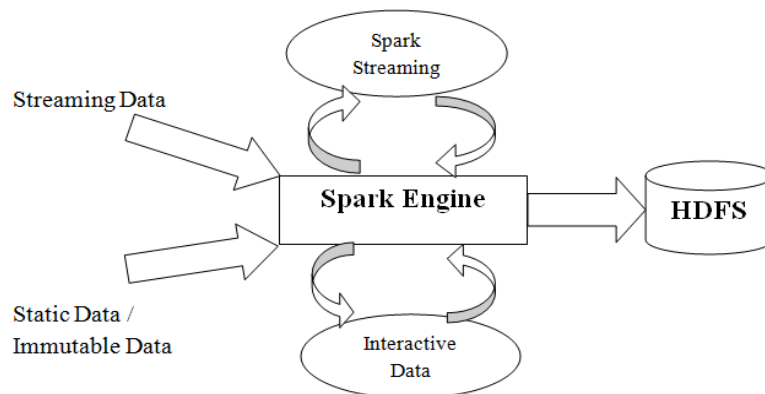 Spark
Streaming
Streaming Data
Spark Engine
HDFS
Static Data /
Immutable Data
Interactive
Data